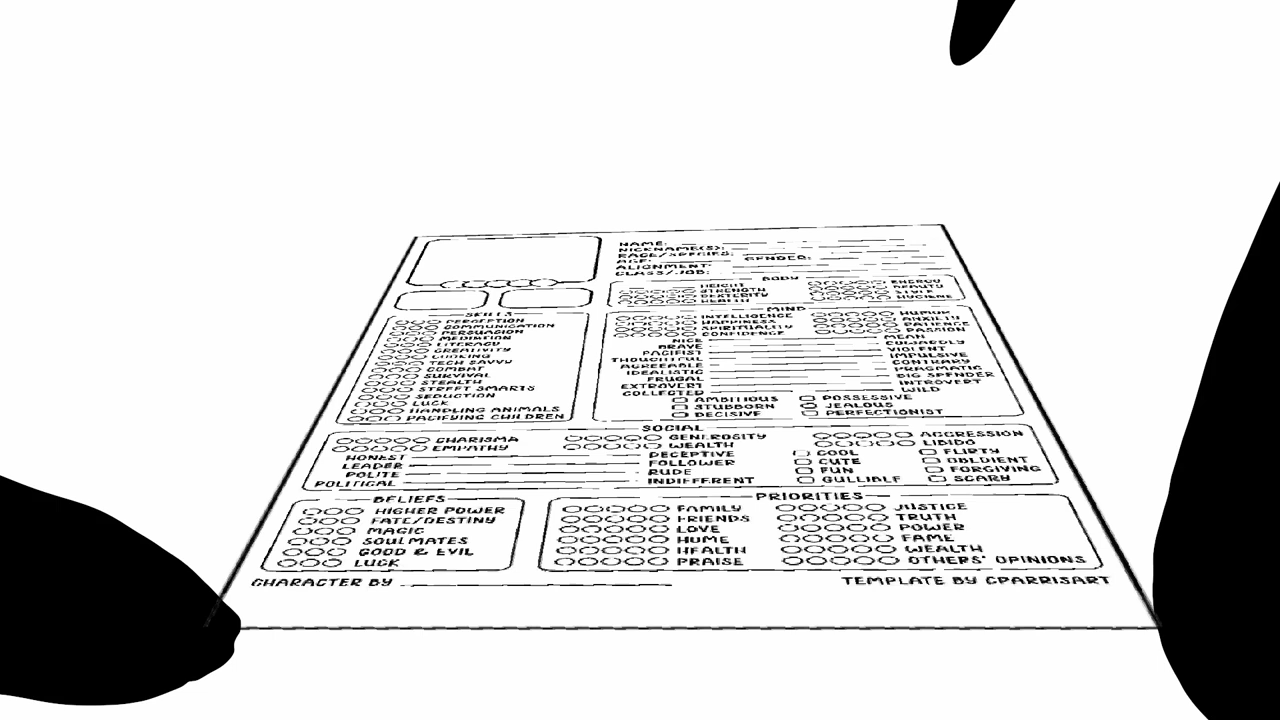 NAME:
NICKNAME(S):
RACE/SPECIES:
AGE: GENDER:
ALIGNMENT:
CLASS/JOB:
BODY
HEIGHT ENERGY
STRENGTH BEAUTY
DEXTERITY STYLE
HEALTH HYGIENE
SKILLS
PERCEPTION
COMMUNICATION
PERSUASION
MEDIATION
LITERACY
CREATIVITY
COOKING
TECH SAVVY
COMBAT
SURVIVAL
STEALTH
STREET SMARTS
SEDUCTION
LUCK
HANDLING ANIMALS
PACIFYING CHILDREN
MIND
INTELLIGENCE HUMOR
HAPPINESS ANXIETY
SPIRITUALITY PATIENCE
CONFIDENCE PASSION
NICE MEAN
BRAVE COWARDLY
PACIFIST VIOLENT
THOUGHTFUL IMPULSIVE
AGREEABLE CONTRARY
IDEALISTIC PRAGMATIC
FRUGAL BIG SPENDER
EXTROVERT INTROVERT
COLLECTED WILD
AMBITIOUS POSSESSIVE
STUBBORN JEALOUS
DECISIVE PERFECTIONIST
SOCIAL
CHARISMA GENEROSITY AGGRESSION
EMPATHY WEALTH LIBIDO
HONEST DECEPTIVE COOL FLIRTY
LEADER FOLLOWER CUTE OBEDIENT
POLITE RUDE FUN FORGIVING
POLITICAL INDIFFERENT GULLIBLE SCARY
BELIEFS
HIGHER POWER
FATE/DESTINY
MAGIC
SOULMATES
GOOD & EVIL
LUCK
PRIORITIES
FAMILY JUSTICE
FRIENDS TRUTH
LOVE POWER
HOME FAME
HEALTH WEALTH
PRAISE OTHERS' OPINIONS
CHARACTER BY
TEMPLATE BY CPARRISART